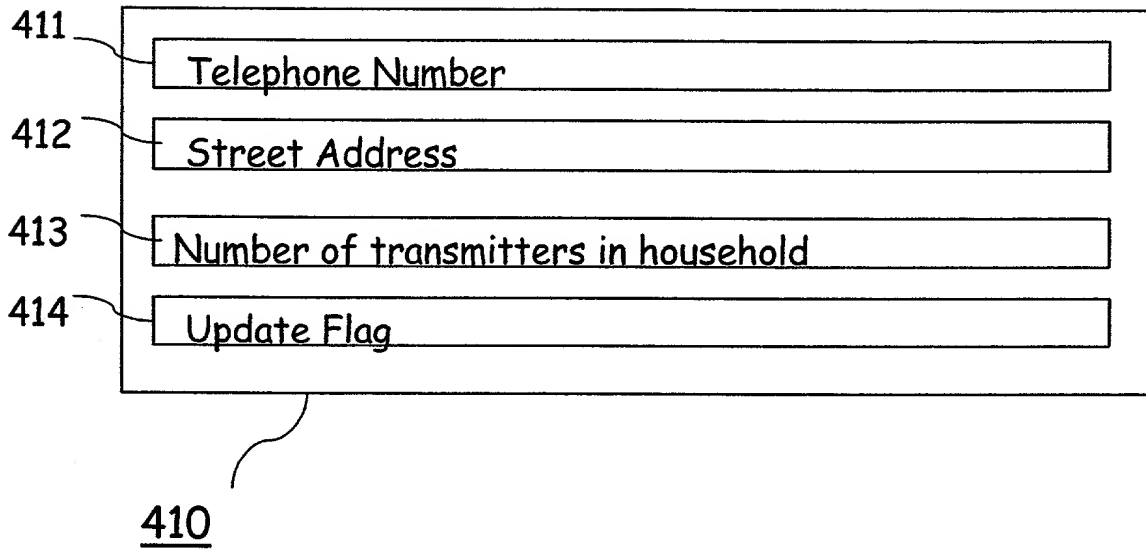 411
Telephone Number
412
Street Address
413
Number of transmitters in household
414
Update Flag
410